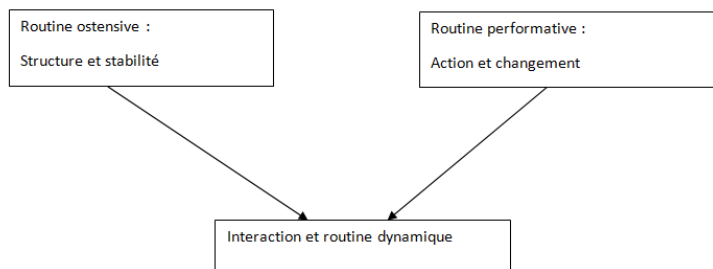 Routine ostensive :
Structure et stabilité
Routine performative :
Action et changement
Interaction et routine dynamique